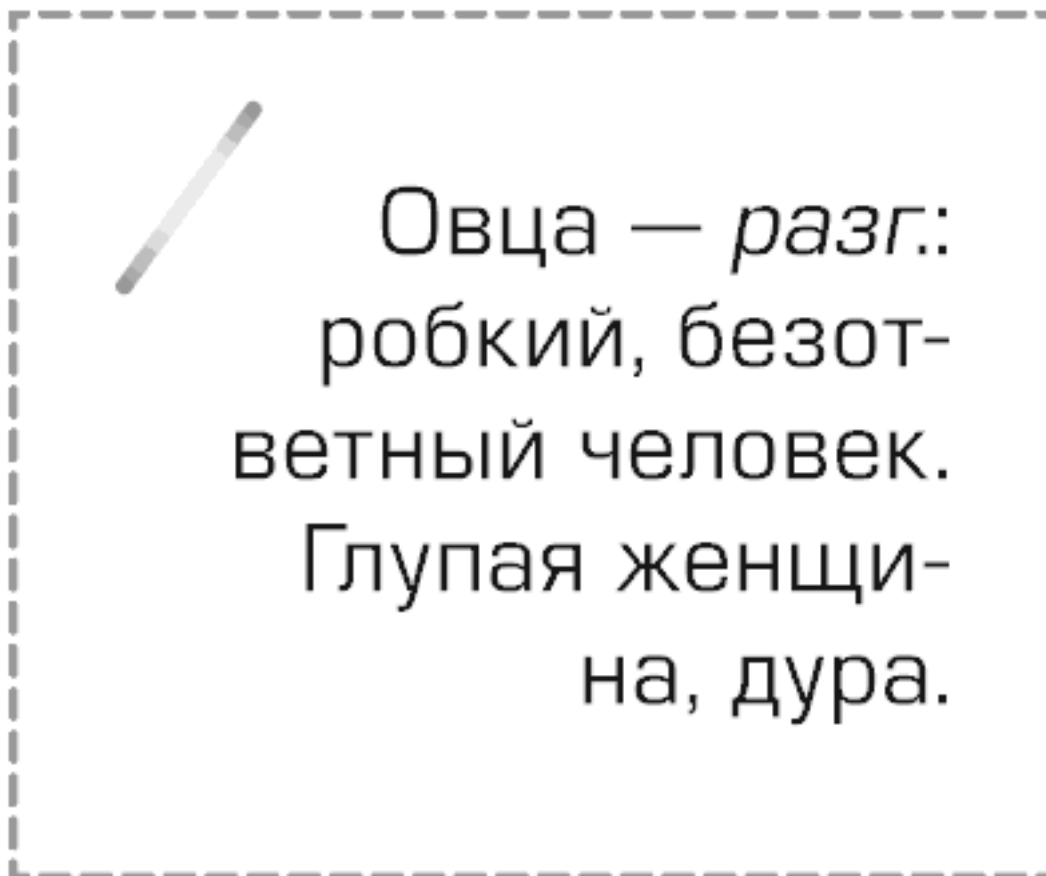 Овца — разг.:
робкий, безот-
ветный человек.
Глупая женщи-
на, дура.